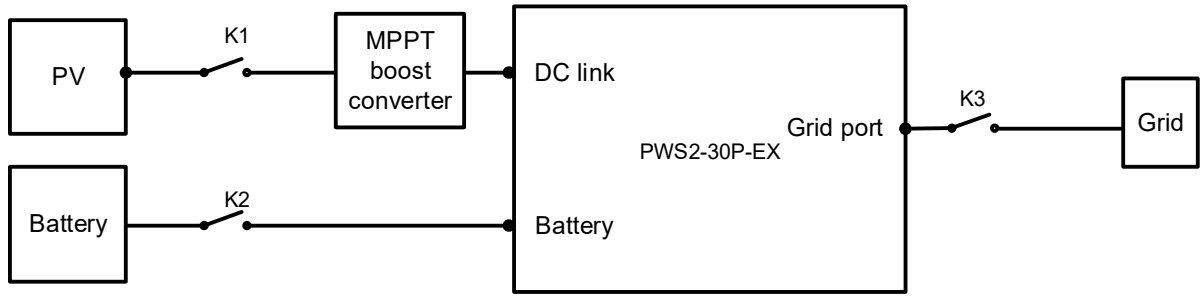 K1
PV
MPPT
boost
converter
DC link
K3
Grid port
Grid
PWS2-30P-EX
K2
Battery
Battery